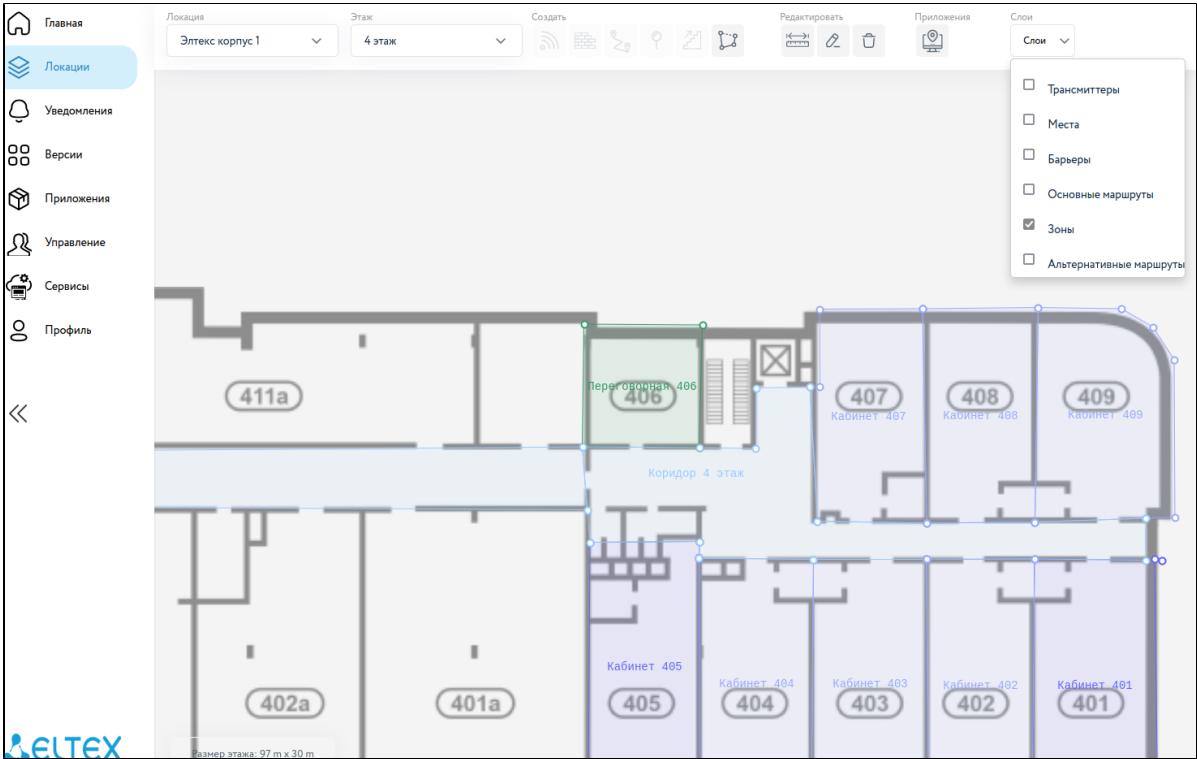 Главная
Локации
Уведомления
Версии
Приложения
Управление
Сервисы
Профиль
ELTEX
Локация
Элтекс корпус 1
Этаж
4 этаж
Создать
Редактировать
Приложения
Слои
Слои
Трансмиттеры
Места
Барьеры
Основные маршруты
Зоны
Альтернативные маршруты
411а
Переговорная 406
406
407
Кабинет 407
408
Кабинет 408
409
Кабинет 409
Коридор 4 этаж
402а
401а
Кабинет 405
405
Кабинет 404
404
Кабинет 403
403
Кабинет 402
402
Кабинет 401
401
Размер этажа: 97 m x 30 m